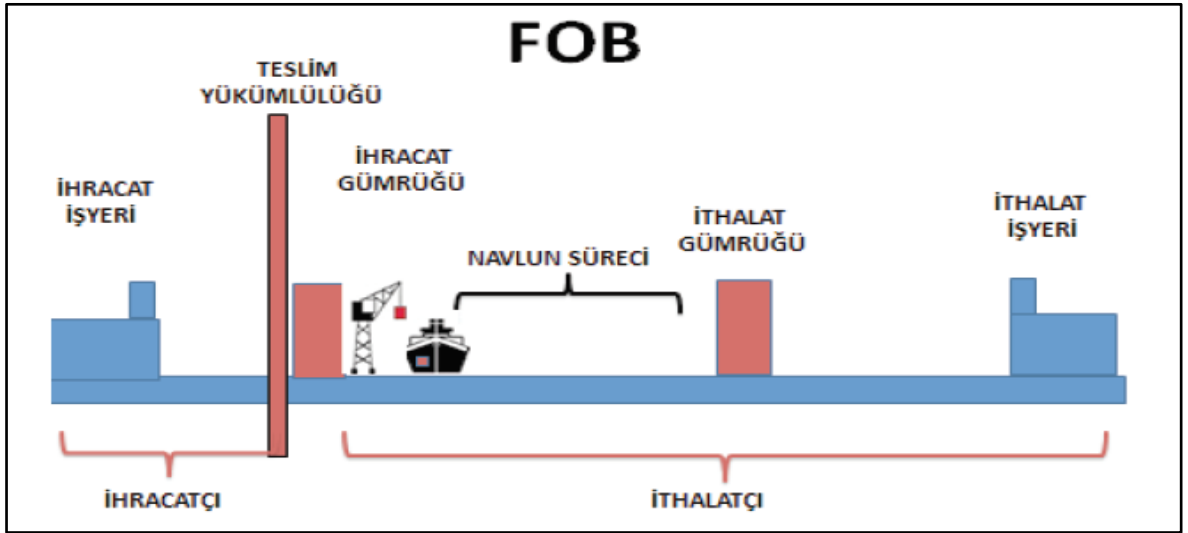 FOB
TESLİM
YÜKÜMLÜLÜĞÜ
İHRACAT
GÜMRÜĞÜ
İHRACAT
İŞYERİ
İTHALAT
GÜMRÜĞÜ
İTHALAT
İŞYERİ
NAVLUN SÜRECİ
İHRACATÇI
İTHALATÇI